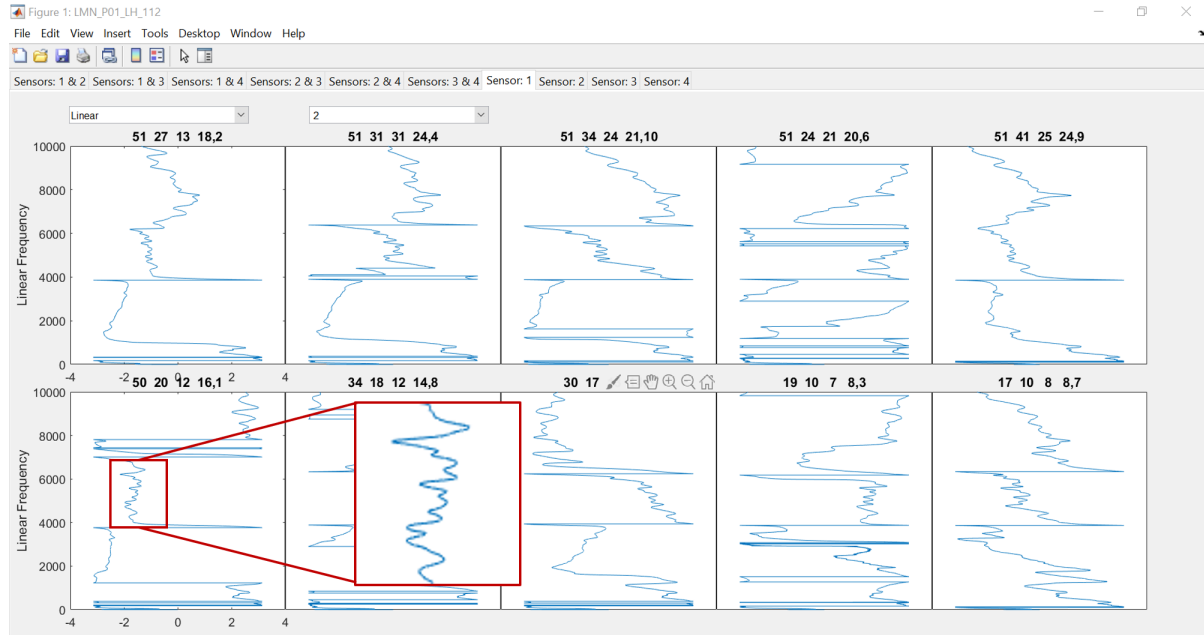 Figure 1: LMN_P01_LH_112
File Edit View Insert Tools Desktop Window Help
Sensors: 1 & 2 Sensors: 1 & 3 Sensors: 1 & 4 Sensors: 2 & 3 Sensors: 2 & 4 Sensors: 3 & 4 Sensor: 1 Sensor: 2 Sensor: 3 Sensor: 4
Linear 2
51 27 13 18,2 51 31 31 24,4 51 34 24 21,10 51 24 21 20,6 51 41 25 24,9
10000
8000
6000
4000
2000
0
Linear Frequency
-4 -2 0 2 4
50 20 12 16,1 34 18 12 14,8 30 17 19 10 7 8,3 17 10 8 8,7
10000
8000
6000
4000
2000
0
Linear Frequency
-4 -2 0 2 4